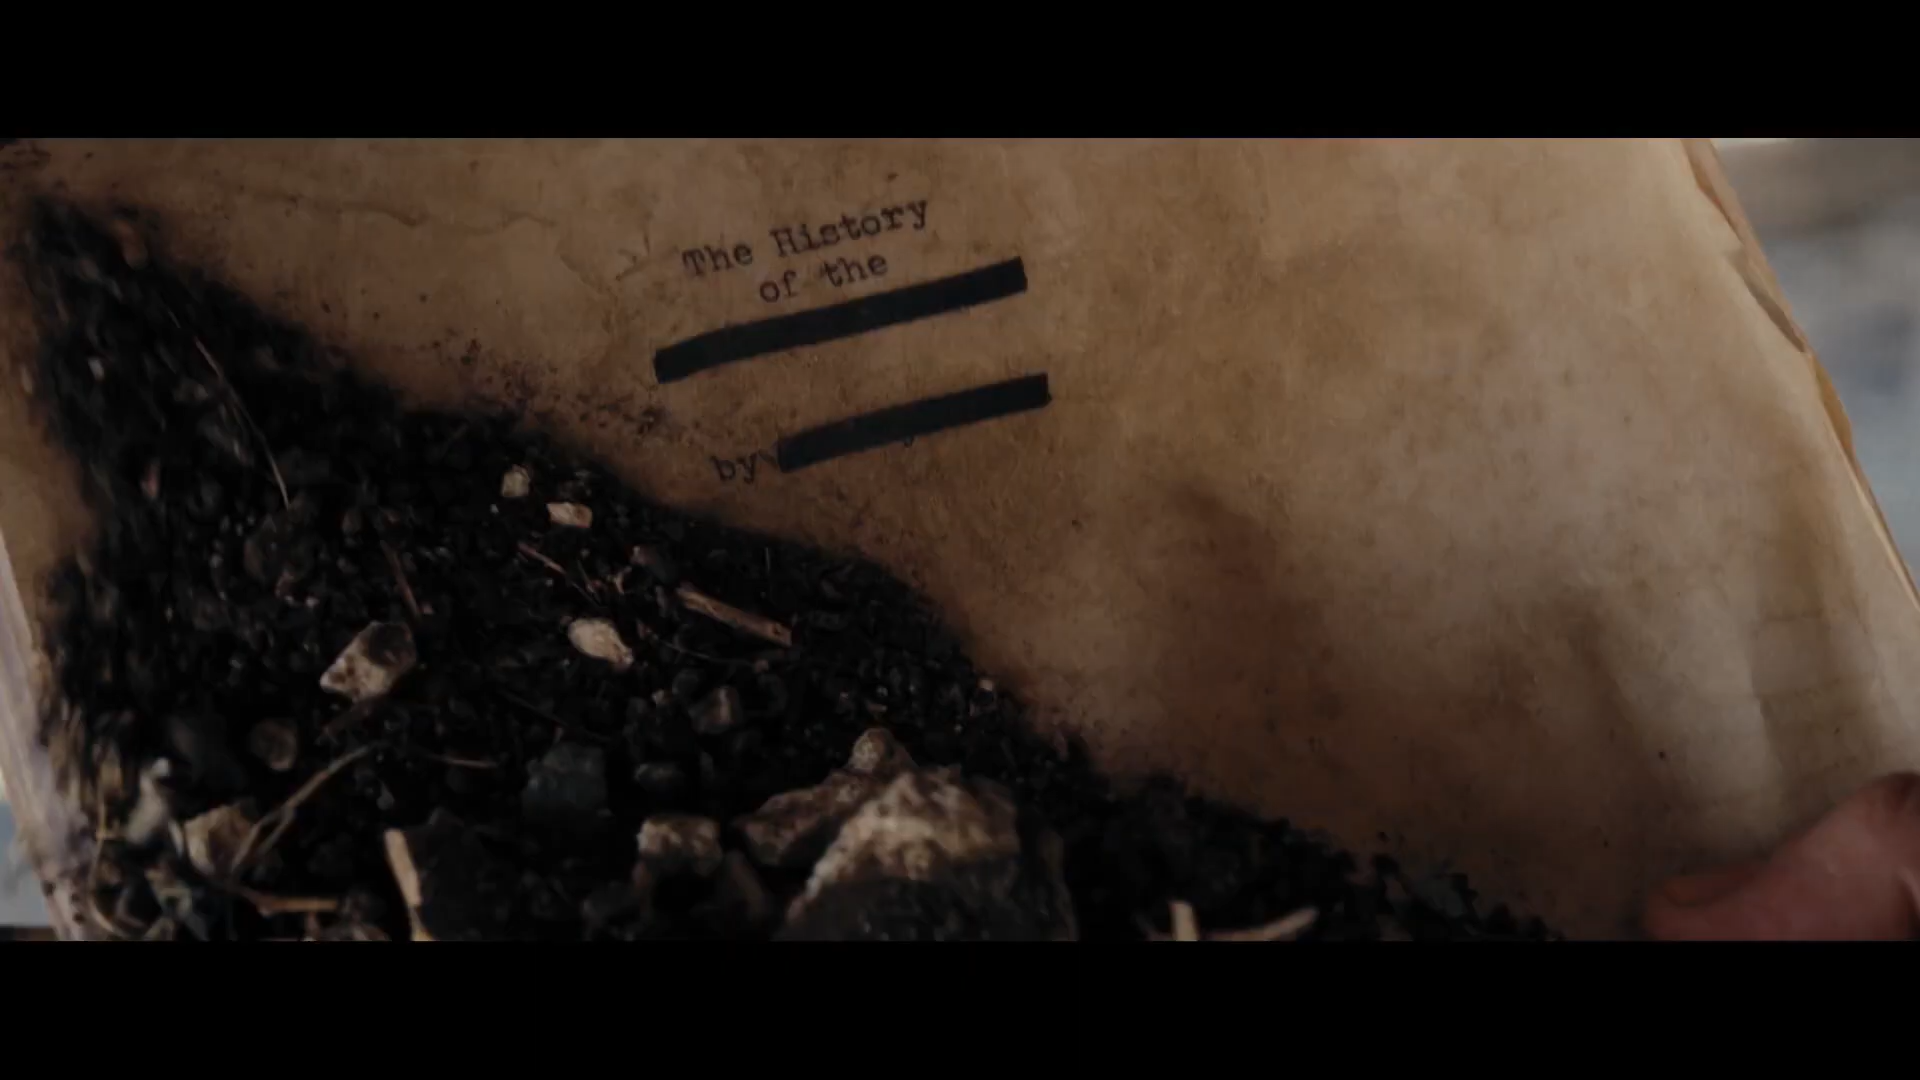 The History
of the
by